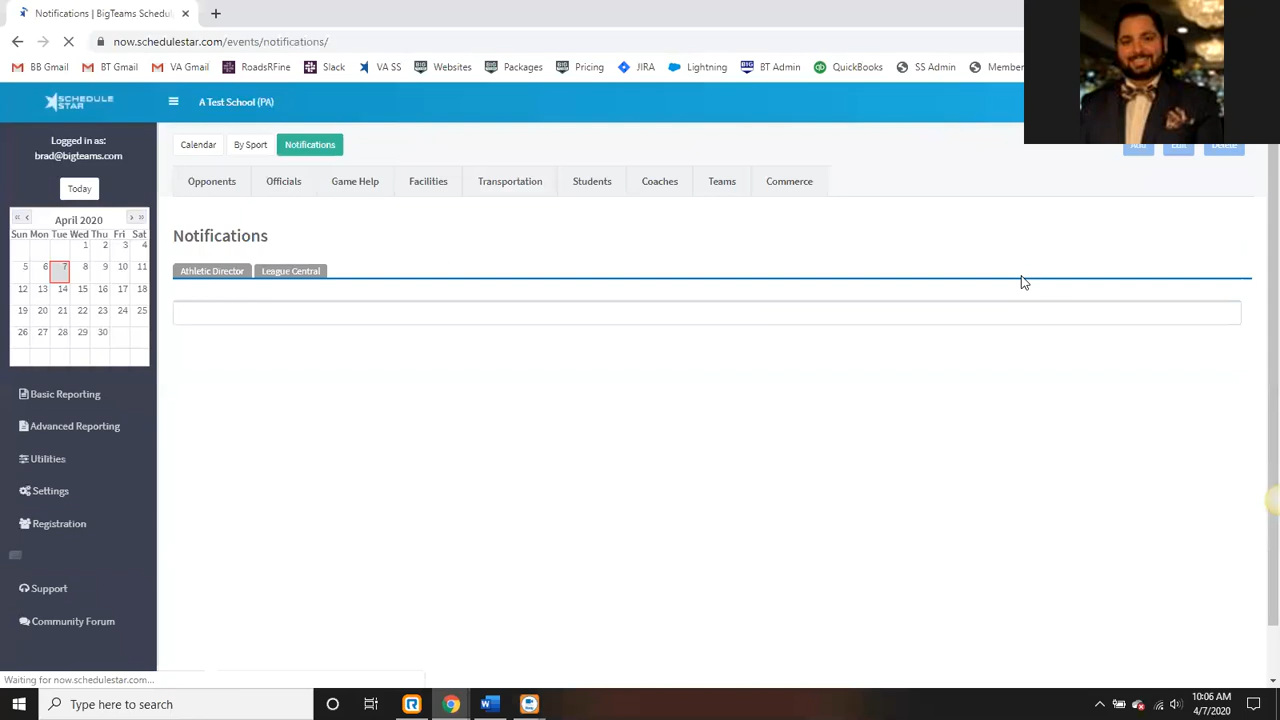 Notifications | BigTeams Schedul
now.schedulestar.com/events/notifications/
BB Gmail BT Gmail VA Gmail RoadsRFine Slack VA SS Websites Packages Pricing JIRA Lightning BT Admin QuickBooks SS Admin Membe
SCHEDULE STAR
A Test School (PA)
Logged in as:
brad@bigteams.com
Calendar By Sport Notifications
Add Edit Delete
Opponents Officials Game Help Facilities Transportation Students Coaches Teams Commerce
Today
« ‹ April 2020 › »
Sun Mon Tue Wed Thu Fri Sat
1 2 3 4
5 6 7 8 9 10 11
12 13 14 15 16 17 18
19 20 21 22 23 24 25
26 27 28 29 30
Notifications
Athletic Director League Central
Basic Reporting
Advanced Reporting
Utilities
Settings
Registration
Support
Community Forum
Waiting for now.schedulestar.com...
Type here to search
10:06 AM
4/7/2020